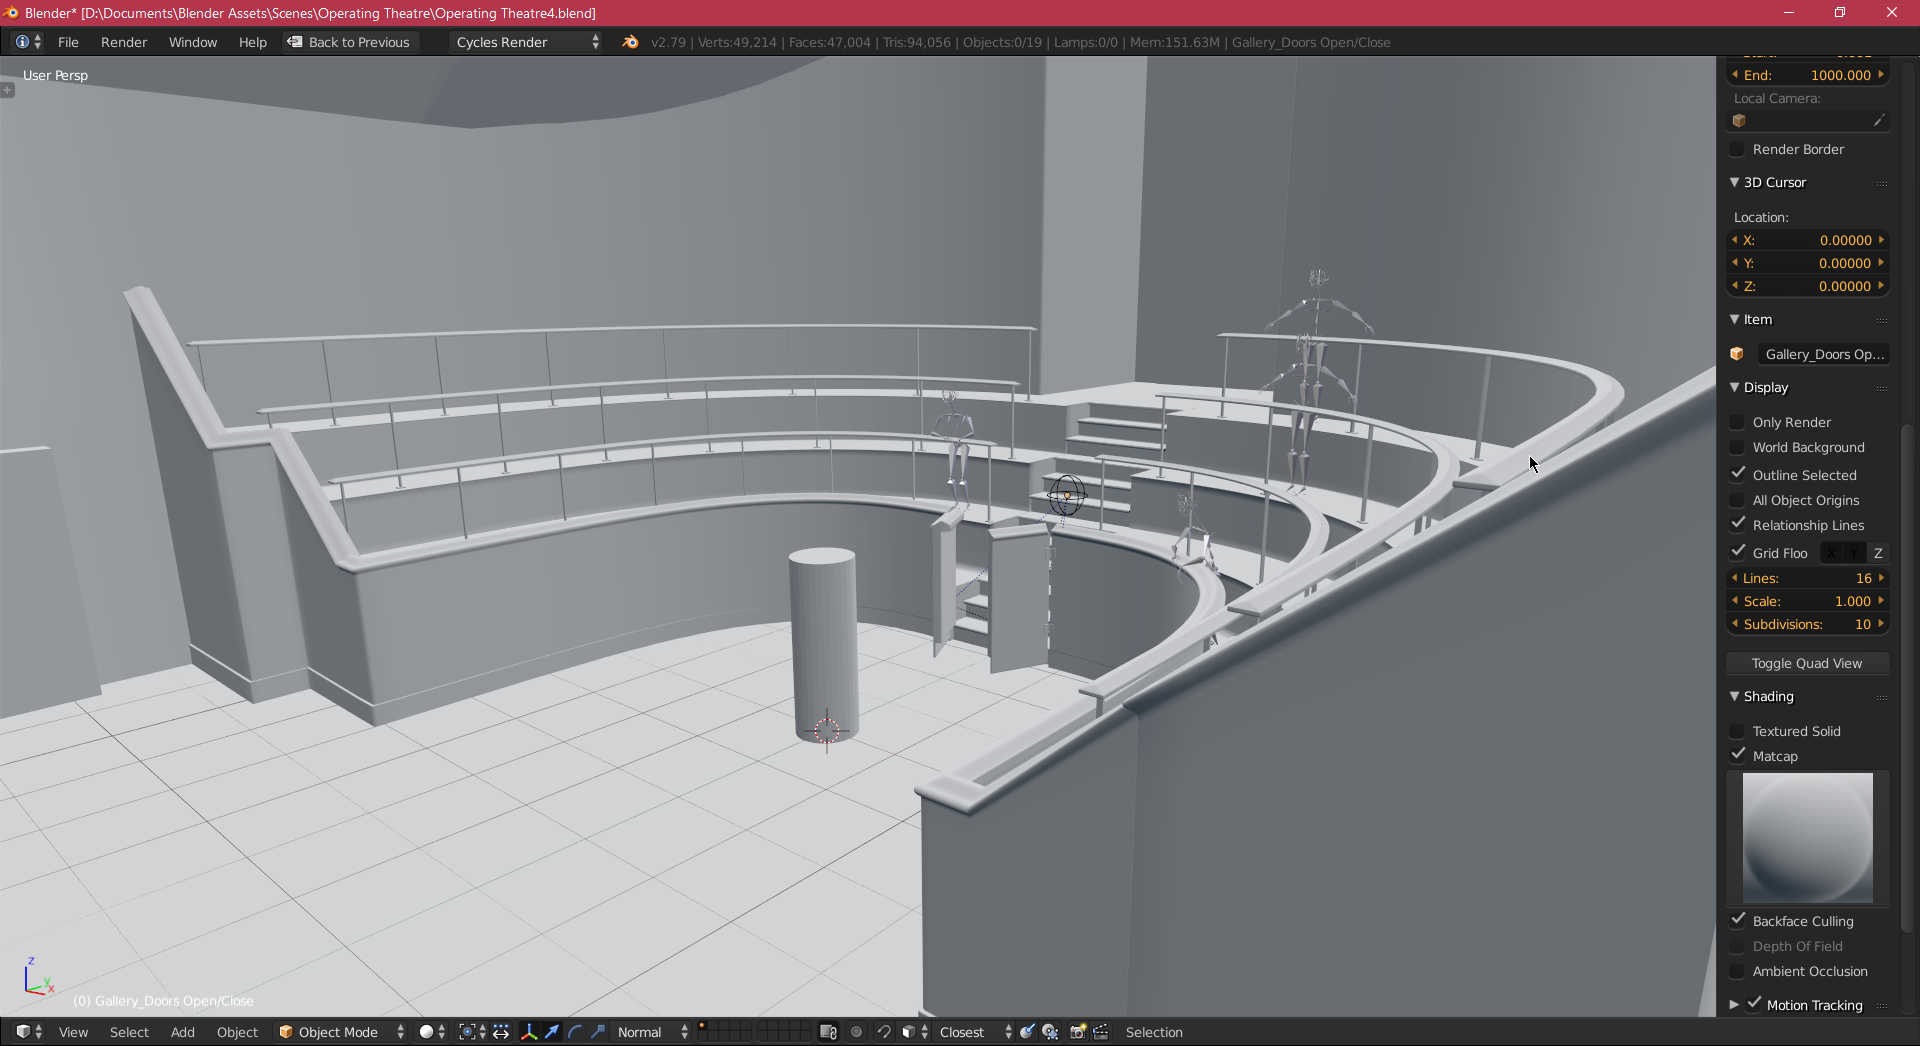 Blender* [D:\Documents\Blender Assets\Scenes\Operating Theatre\Operating Theatre4.blend]
File Render Window Help Back to Previous Cycles Render v2.79 | Verts:49,214 | Faces:47,004 | Tris:94,056 | Objects:0/19 | Lamps:0/0 | Mem:151.63M | Gallery_Doors Open/Close
User Persp
End: 1000.000
Local Camera:
Render Border
3D Cursor
Location:
X: 0.00000
Y: 0.00000
Z: 0.00000
Item
Gallery_Doors Op...
Display
Only Render
World Background
Outline Selected
All Object Origins
Relationship Lines
Grid Floo X Y Z
Lines: 16
Scale: 1.000
Subdivisions: 10
Toggle Quad View
Shading
Textured Solid
Matcap
Backface Culling
Depth Of Field
Ambient Occlusion
Motion Tracking
z
y
x
(0) Gallery_Doors Open/Close
View Select Add Object Object Mode Normal Closest Selection